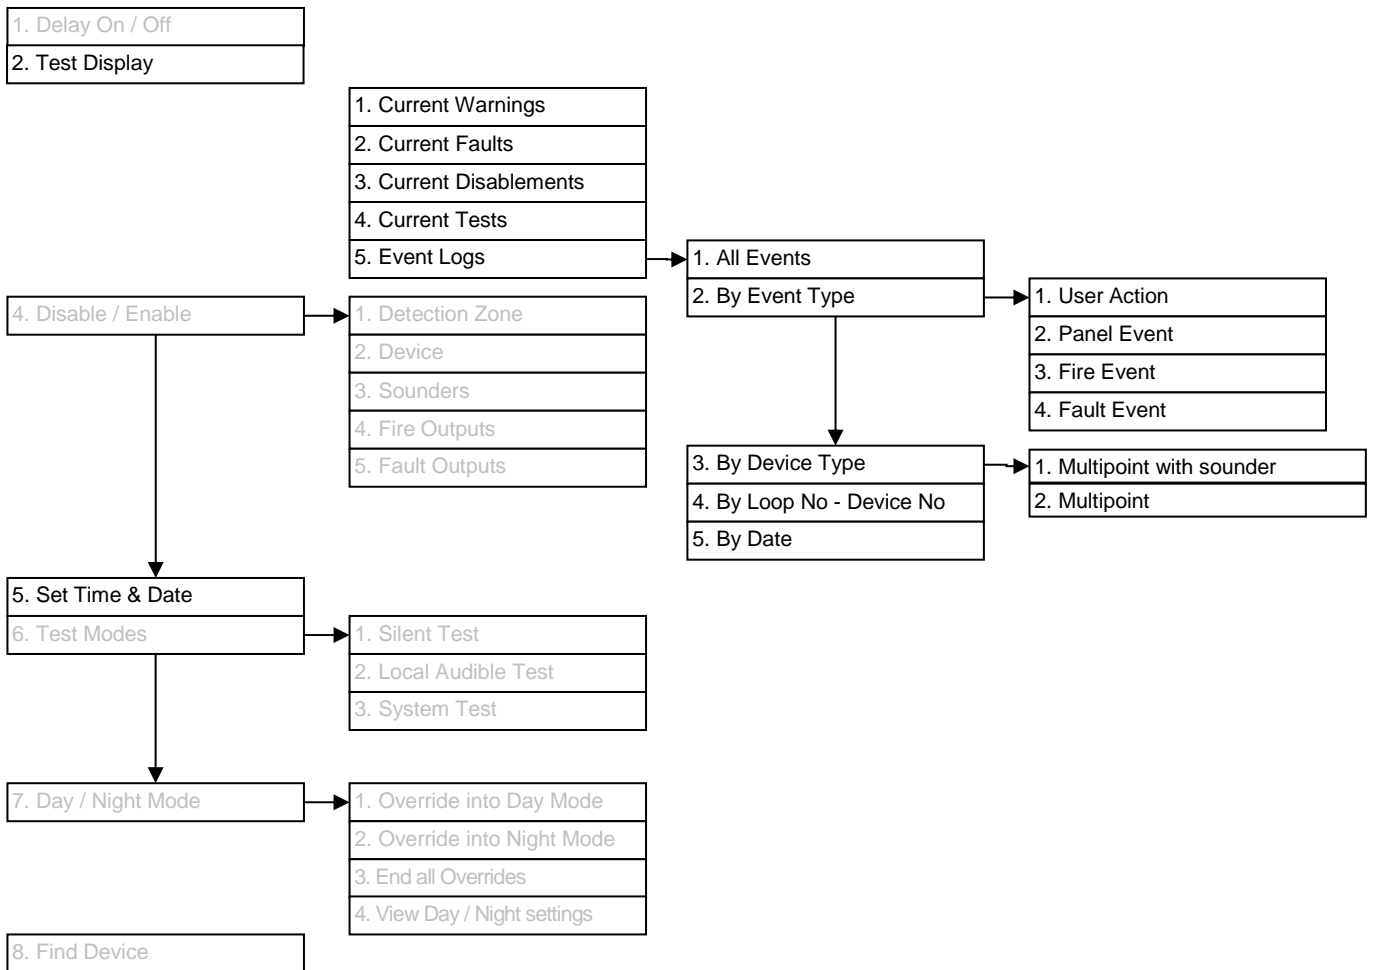 1. Delay On / Off
2. Test Display
1. Current Warnings
2. Current Faults
3. Current Disablements
4. Current Tests
5. Event Logs
1. All Events
2. By Event Type
1. User Action
2. Panel Event
3. Fire Event
4. Fault Event
3. By Device Type
4. By Loop No - Device No
5. By Date
1. Multipoint with sounder
2. Multipoint
4. Disable / Enable
1. Detection Zone
2. Device
3. Sounders
4. Fire Outputs
5. Fault Outputs
5. Set Time & Date
6. Test Modes
1. Silent Test
2. Local Audible Test
3. System Test
7. Day / Night Mode
1. Override into Day Mode
2. Override into Night Mode
3. End all Overrides
4. View Day / Night settings
8. Find Device